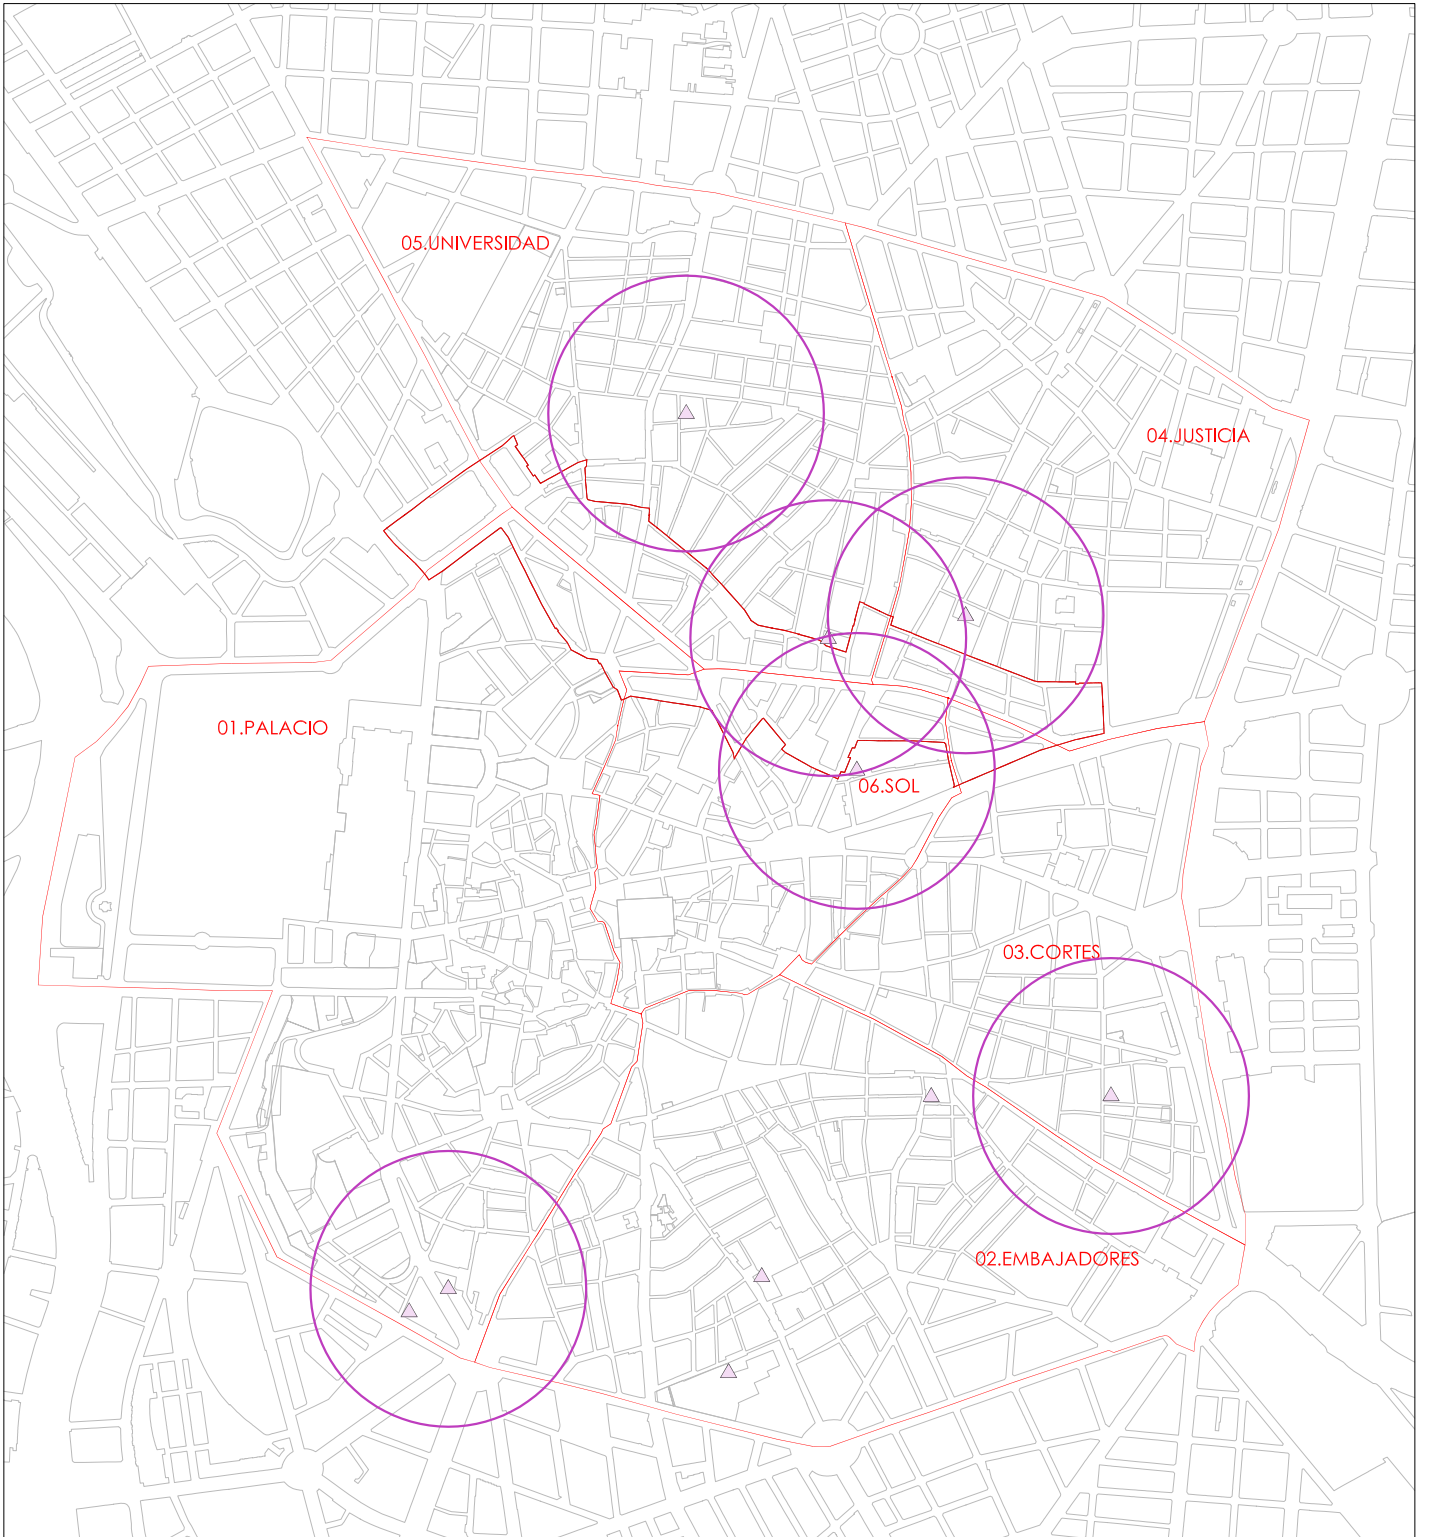 05.UNIVERSIDAD
04.JUSTICIA
01.PALACIO
06.SOL
03.CORTES
02.EMBAJADORES